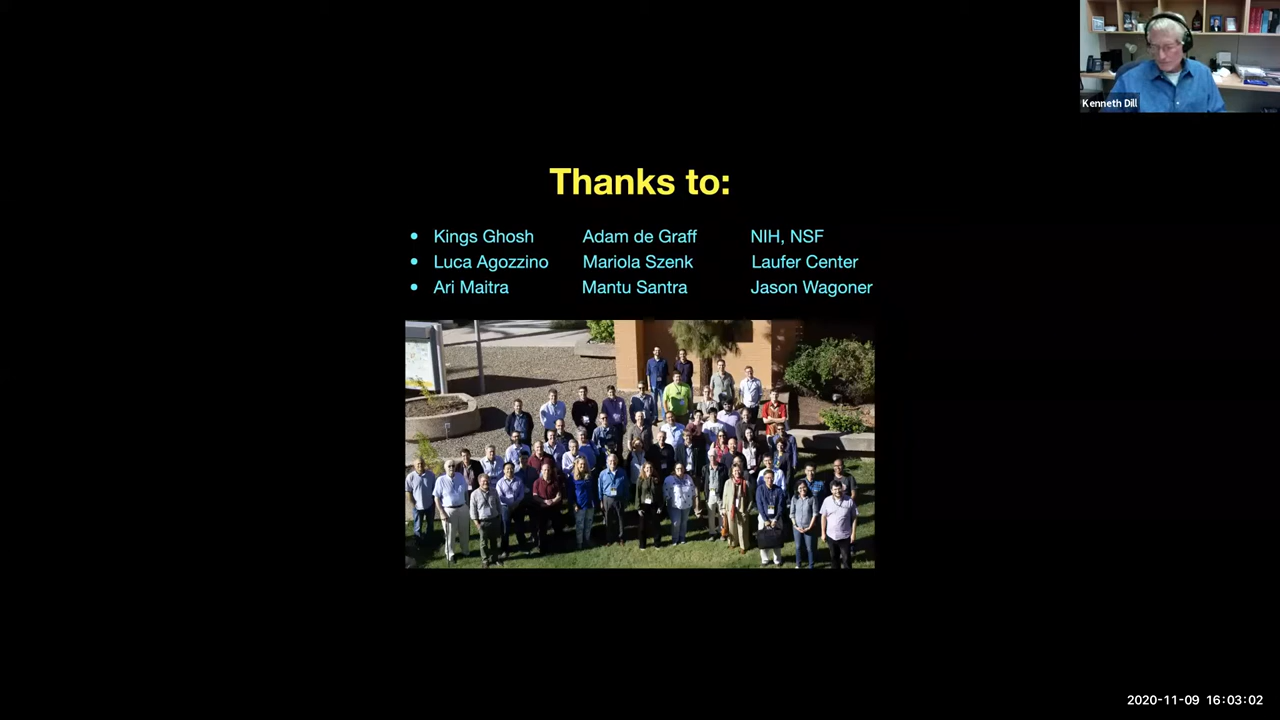 Kenneth Dill
Thanks to:
• Kings Ghosh Adam de Graff NIH, NSF
• Luca Agozzino Mariola Szenk Laufer Center
• Ari Maitra Mantu Santra Jason Wagoner
2020-11-09 16:03:02